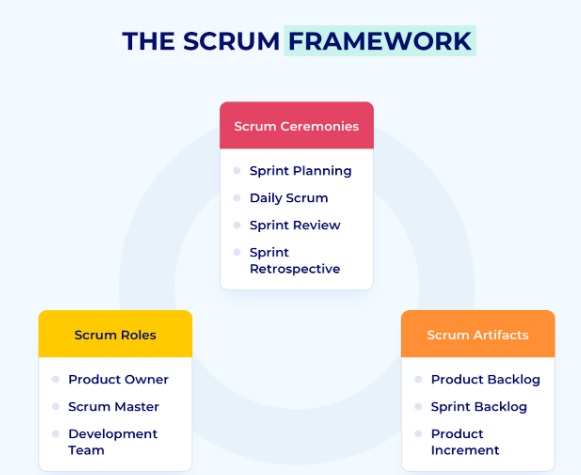 THE SCRUM FRAMEWORK
Scrum Ceremonies
Sprint Planning
Daily Scrum
Sprint Review
Sprint
Retrospective
Scrum Roles
Product Owner
Scrum Master
Development
Team
Scrum Artifacts
Product Backlog
Sprint Backlog
Product
Increment